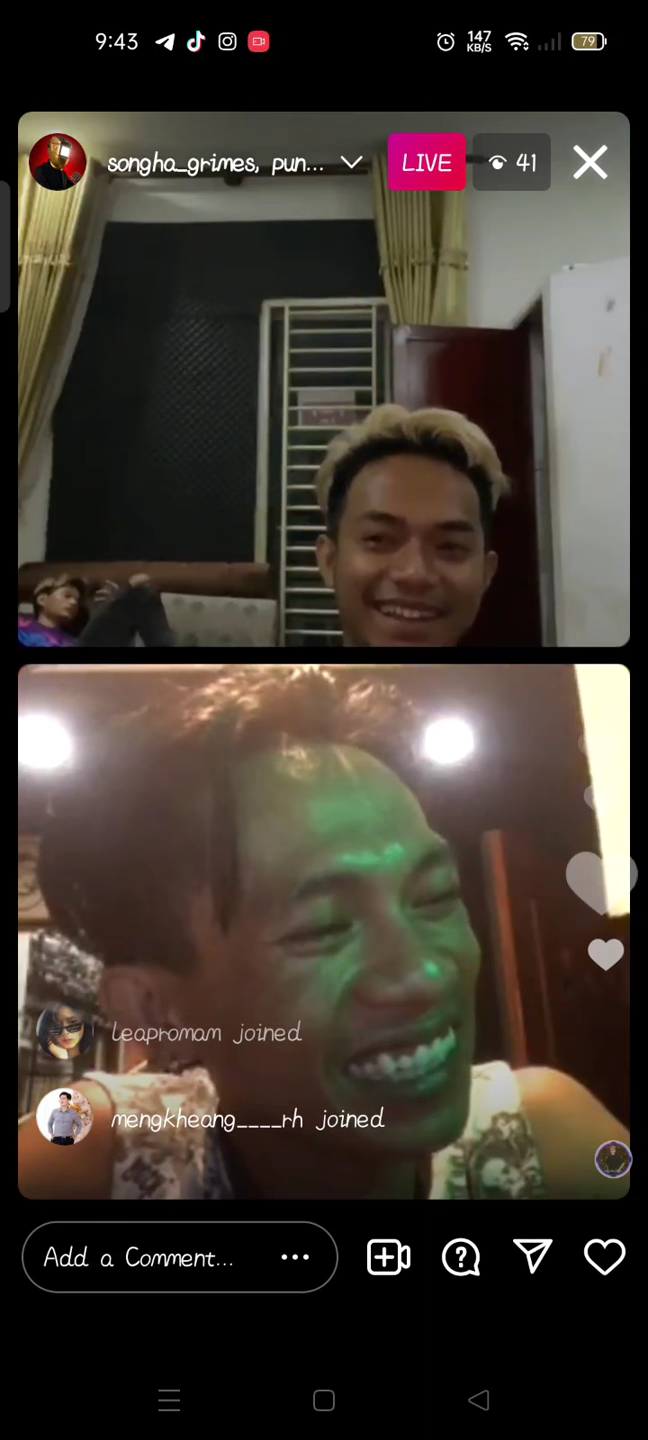 9:43
147
KB/S
79
songha_grimes, pun...
LIVE
41
leapromam joined
mengkheang____rh joined
Add a Comment...